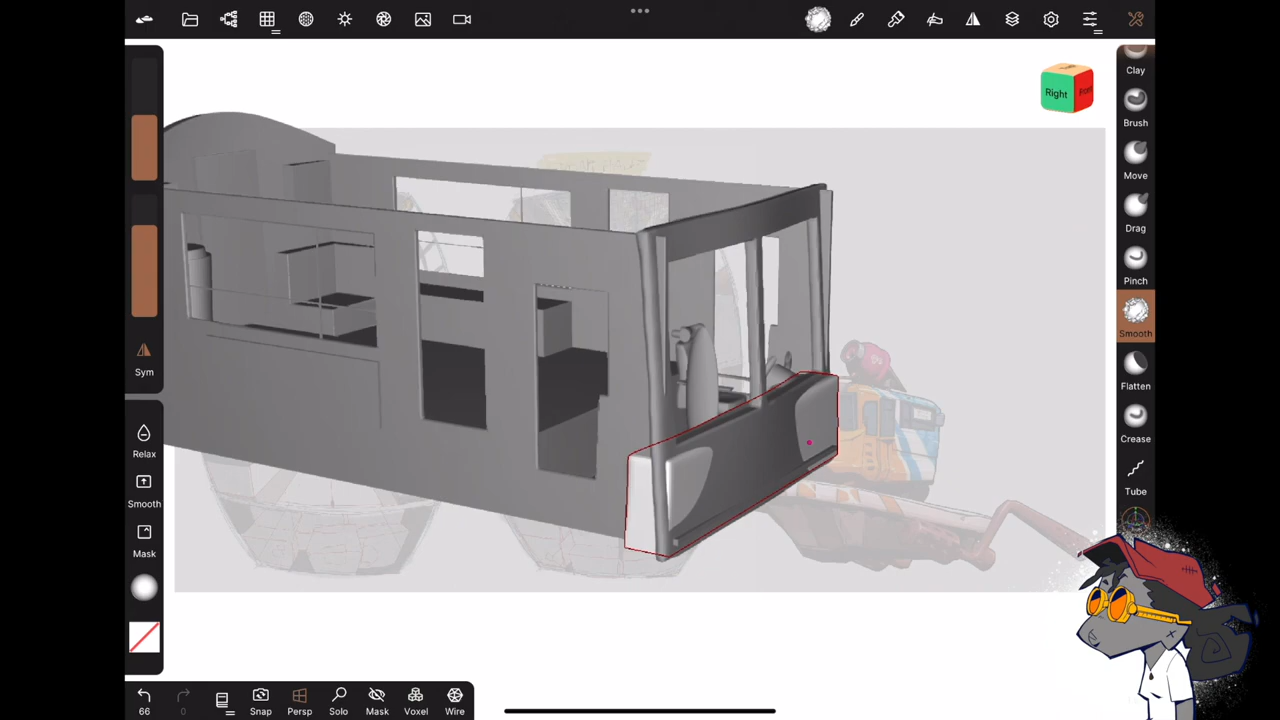 Right
Front
Clay
Brush
Move
Drag
Pinch
Smooth
Flatten
Crease
Tube
Sym
Relax
Smooth
Mask
66
0
Snap
Persp
Solo
Mask
Voxel
Wire